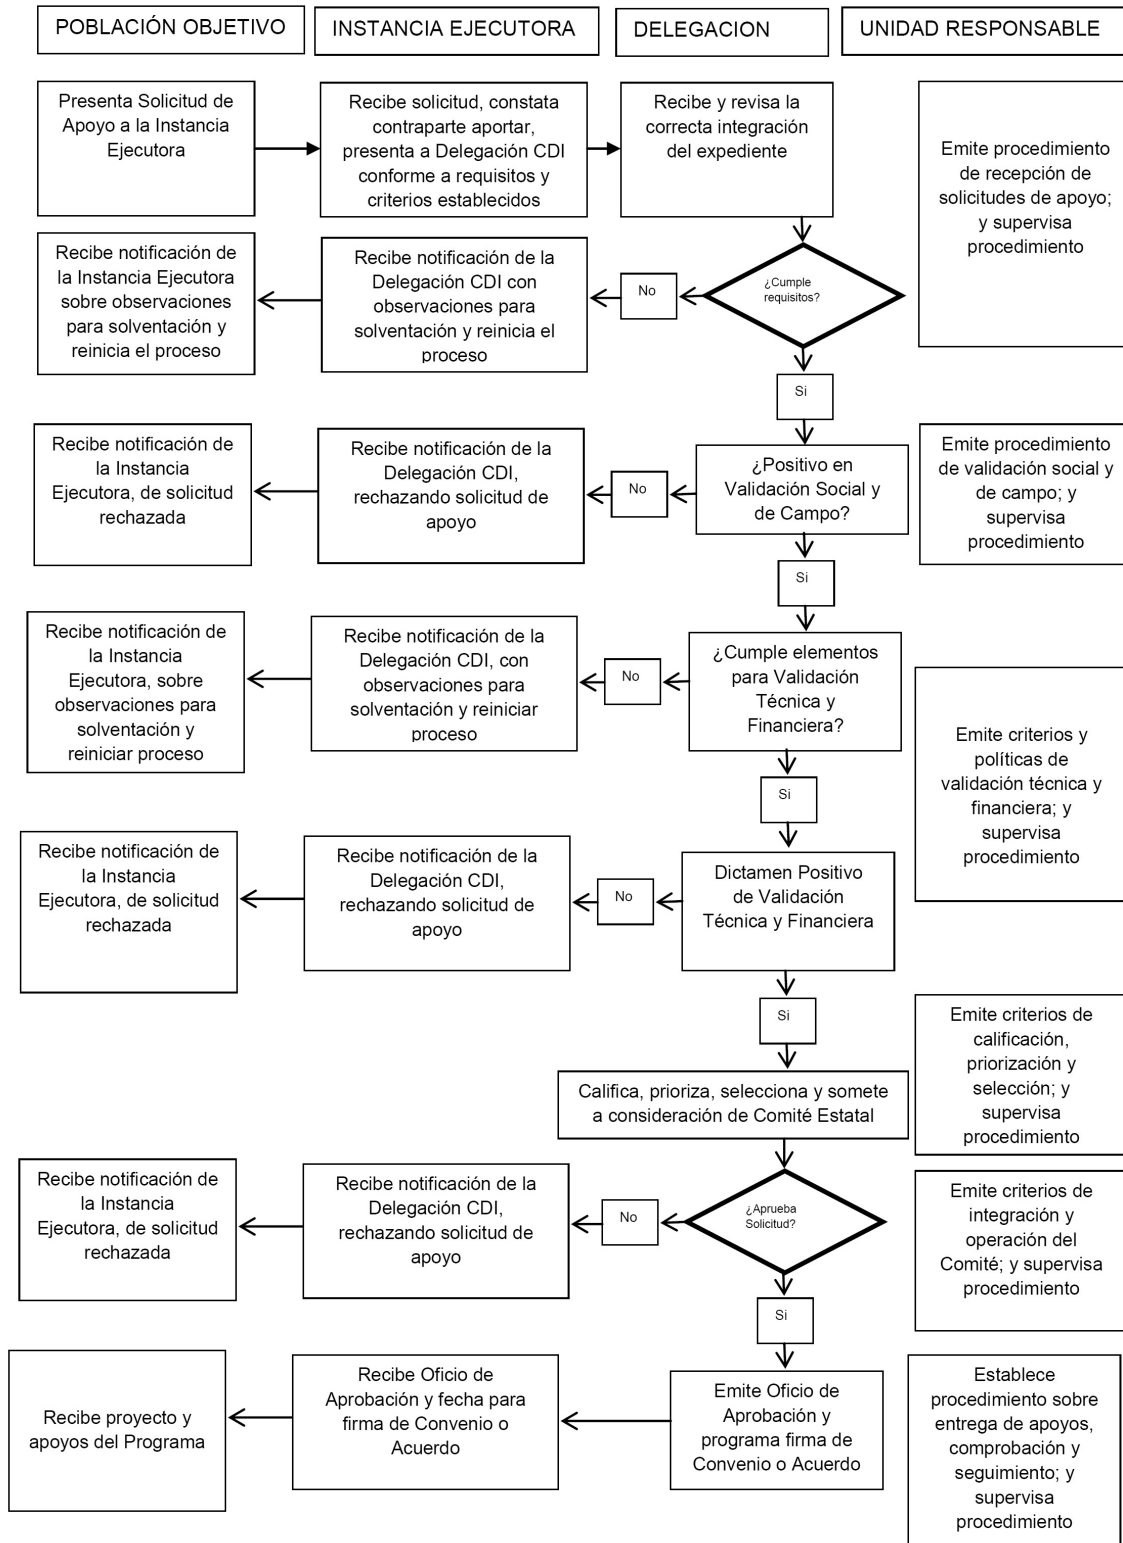 POBLACIÓN OBJETIVO
INSTANCIA EJECUTORA
DELEGACION
UNIDAD RESPONSABLE
Presenta Solicitud de
Apoyo a la Instancia
Ejecutora
Recibe solicitud, constata
contraparte aportar,
presenta a Delegación CDI
conforme a requisitos y
criterios establecidos
Recibe y revisa la
correcta integración
del expediente
Emite procedimiento
de recepción de
solicitudes de apoyo;
y supervisa
procedimiento
Recibe notificación de
la Instancia Ejecutora
sobre observaciones
para solventación y
reinicia el proceso
Recibe notificación de la
Delegación CDI con
observaciones para
solventación y reinicia el
proceso
No
¿Cumple
requisitos?
Si
Recibe notificación de
la Instancia
Ejecutora, de solicitud
rechazada
Recibe notificación de la
Delegación CDI,
rechazando solicitud de
apoyo
No
¿Positivo en
Validación Social y
de Campo?
Emite procedimiento
de validación social y
de campo; y
supervisa
procedimiento
Si
Recibe notificación de
la Instancia
Ejecutora, sobre
observaciones para
solventación y
reiniciar proceso
Recibe notificación de la
Delegación CDI, con
observaciones para
solventación y reiniciar
proceso
No
¿Cumple elementos
para Validación
Técnica y
Financiera?
Emite criterios y
políticas de
validación técnica y
financiera; y
supervisa
procedimiento
Si
Recibe notificación de
la Instancia
Ejecutora, de solicitud
rechazada
Recibe notificación de la
Delegación CDI,
rechazando solicitud de
apoyo
No
Dictamen Positivo
de Validación
Técnica y Financiera
Si
Califica, prioriza, selecciona y somete
a consideración de Comité Estatal
Emite criterios de
calificación,
priorización y
selección; y
supervisa
procedimiento
Recibe notificación de
la Instancia
Ejecutora, de solicitud
rechazada
Recibe notificación de la
Delegación CDI,
rechazando solicitud de
apoyo
No
¿Aprueba
Solicitud?
Emite criterios de
integración y
operación del
Comité; y supervisa
procedimiento
Si
Recibe proyecto y
apoyos del Programa
Recibe Oficio de
Aprobación y fecha para
firma de Convenio o
Acuerdo
Emite Oficio de
Aprobación y
programa firma de
Convenio o Acuerdo
Establece
procedimiento sobre
entrega de apoyos,
comprobación y
seguimiento; y
supervisa
procedimiento